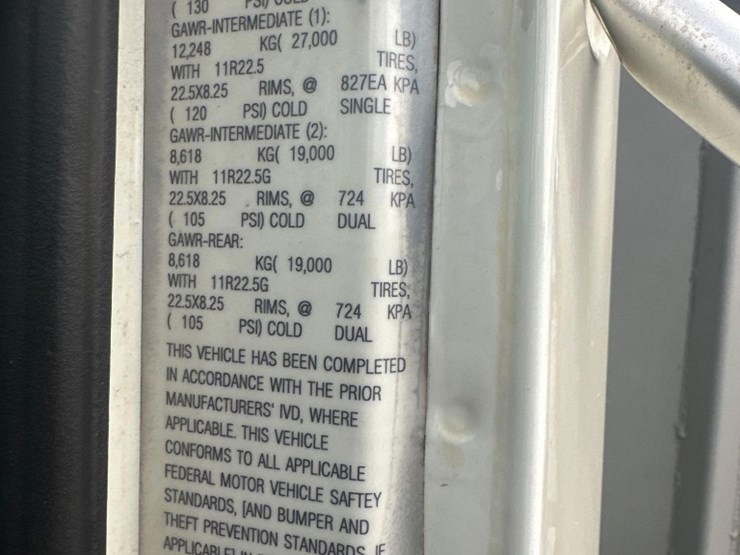 ( 130 PSI) COLD
GAWR-INTERMEDIATE (1):
12,248 KG( 27,000 LB)
WITH 11R22.5 TIRES,
22.5X8.25 RIMS, @ 827EA KPA
( 120 PSI) COLD SINGLE
GAWR-INTERMEDIATE (2):
8,618 KG( 19,000 LB)
WITH 11R22.5G TIRES,
22.5X8.25 RIMS, @ 724 KPA
( 105 PSI) COLD DUAL
GAWR-REAR:
8,618 KG( 19,000 LB)
WITH 11R22.5G TIRES,
22.5X8.25 RIMS, @ 724 KPA
( 105 PSI) COLD DUAL
THIS VEHICLE HAS BEEN COMPLETED
IN ACCORDANCE WITH THE PRIOR
MANUFACTURERS' IVD, WHERE
APPLICABLE. THIS VEHICLE
CONFORMS TO ALL APPLICABLE
FEDERAL MOTOR VEHICLE SAFTEY
STANDARDS, [AND BUMPER AND
THEFT PREVENTION STANDARDS, IF
APPLICABLE]